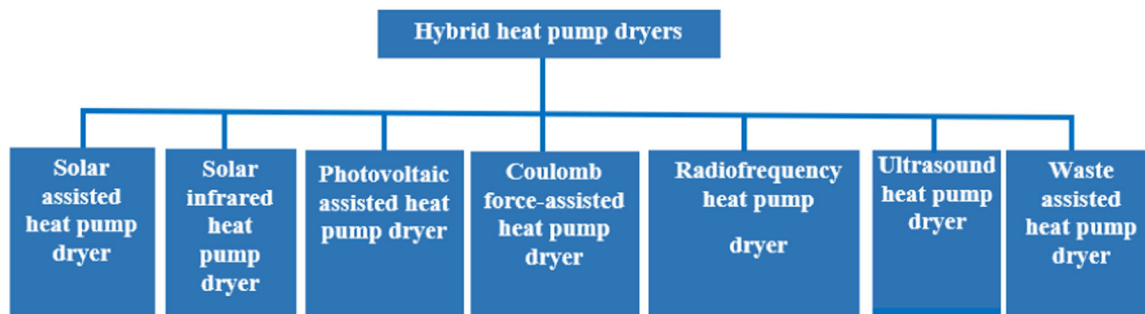 Hybrid heat pump dryers
Solar
assisted
heat pump
dryer
Solar
infrared
heat
pump
dryer
Photovoltaic
assisted heat
pump dryer
Coulomb
force-assisted
heat pump
dryer
Radiofrequency
heat pump
dryer
Ultrasound
heat pump
dryer
Waste
assisted
heat pump
dryer